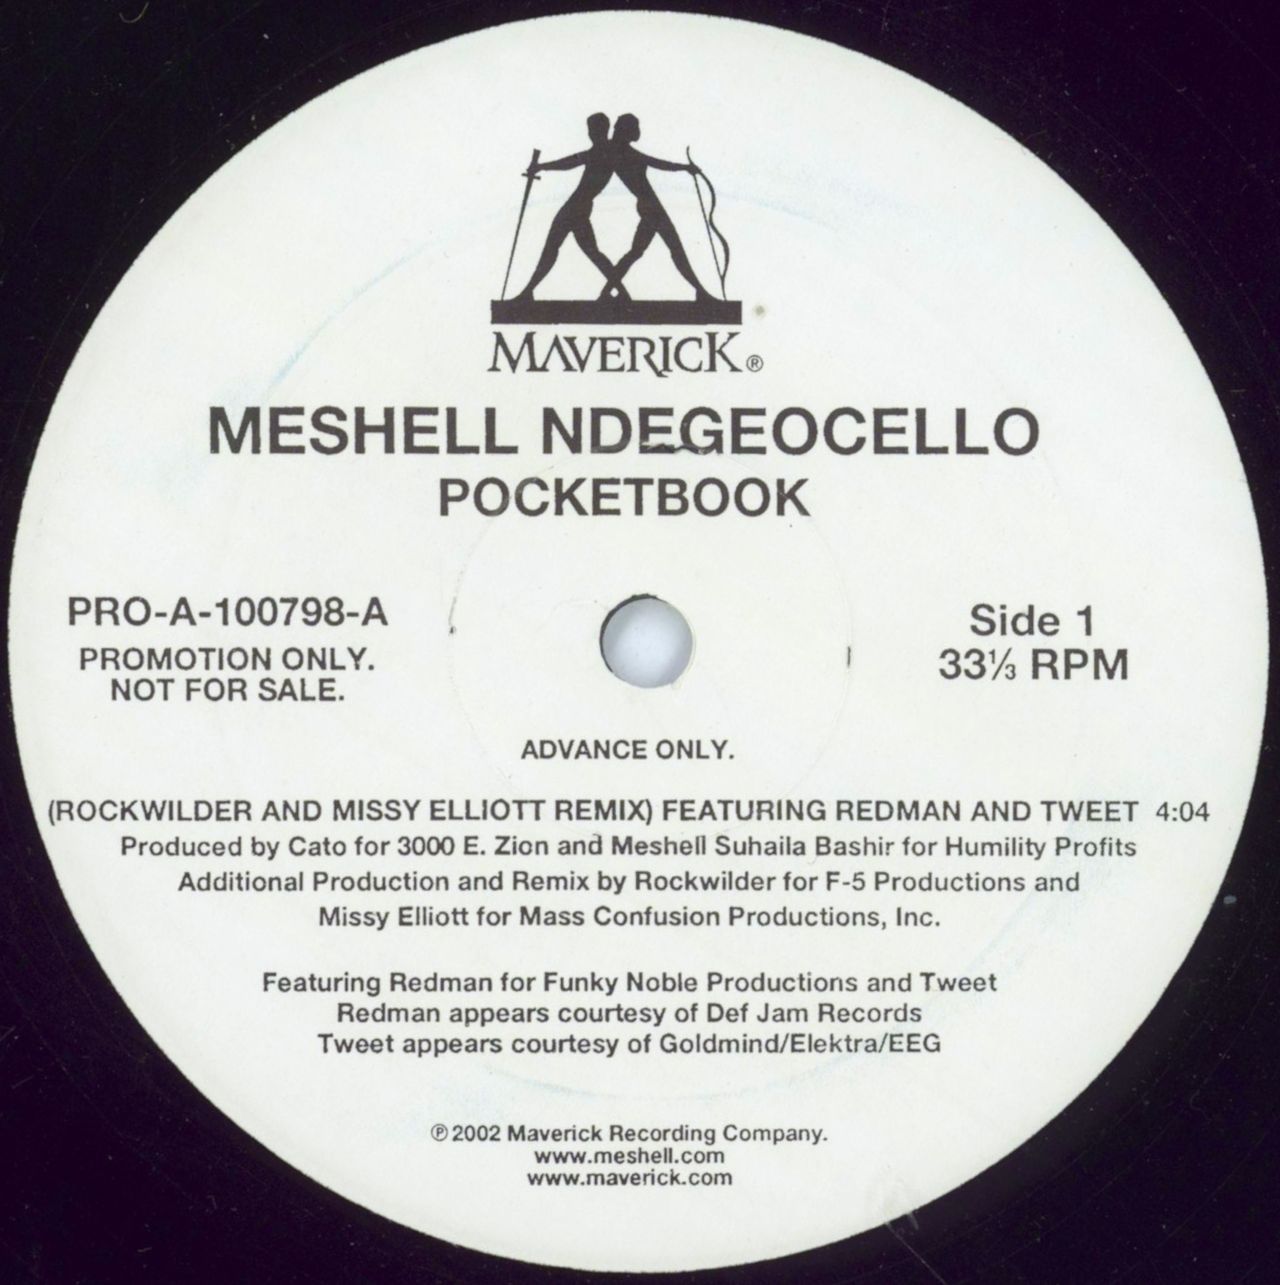 MAVERICK®
MESHELL NDEGEOCELLO
POCKETBOOK
PRO-A-100798-A
PROMOTION ONLY.
NOT FOR SALE.
Side 1
33⅓ RPM
ADVANCE ONLY.
(ROCKWILDER AND MISSY ELLIOTT REMIX) FEATURING REDMAN AND TWEET 4:04
Produced by Cato for 3000 E. Zion and Meshell Suhaila Bashir for Humility Profits
Additional Production and Remix by Rockwilder for F-5 Productions and
Missy Elliott for Mass Confusion Productions, Inc.
Featuring Redman for Funky Noble Productions and Tweet
Redman appears courtesy of Def Jam Records
Tweet appears courtesy of Goldmind/Elektra/EEG
℗ 2002 Maverick Recording Company.
www.meshell.com
www.maverick.com